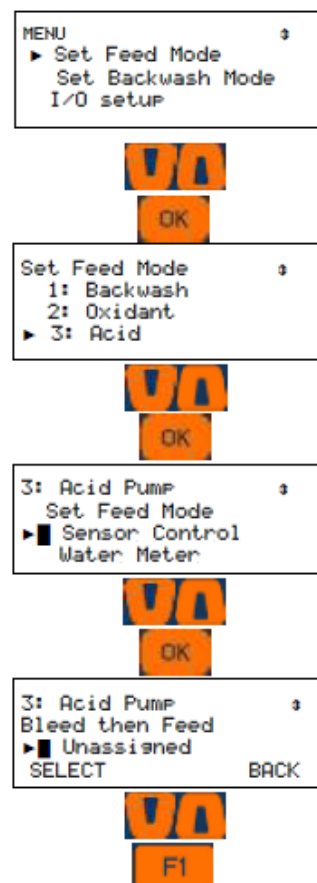 MENU
Set Feed Mode
Set Backwash Mode
I/O setup
OK
Set Feed Mode
1: Backwash
2: Oxidant
3: Acid
OK
3: Acid Pump
Set Feed Mode
Sensor Control
Water Meter
OK
3: Acid Pump
Bleed then Feed
Unassigned
SELECT BACK
F1